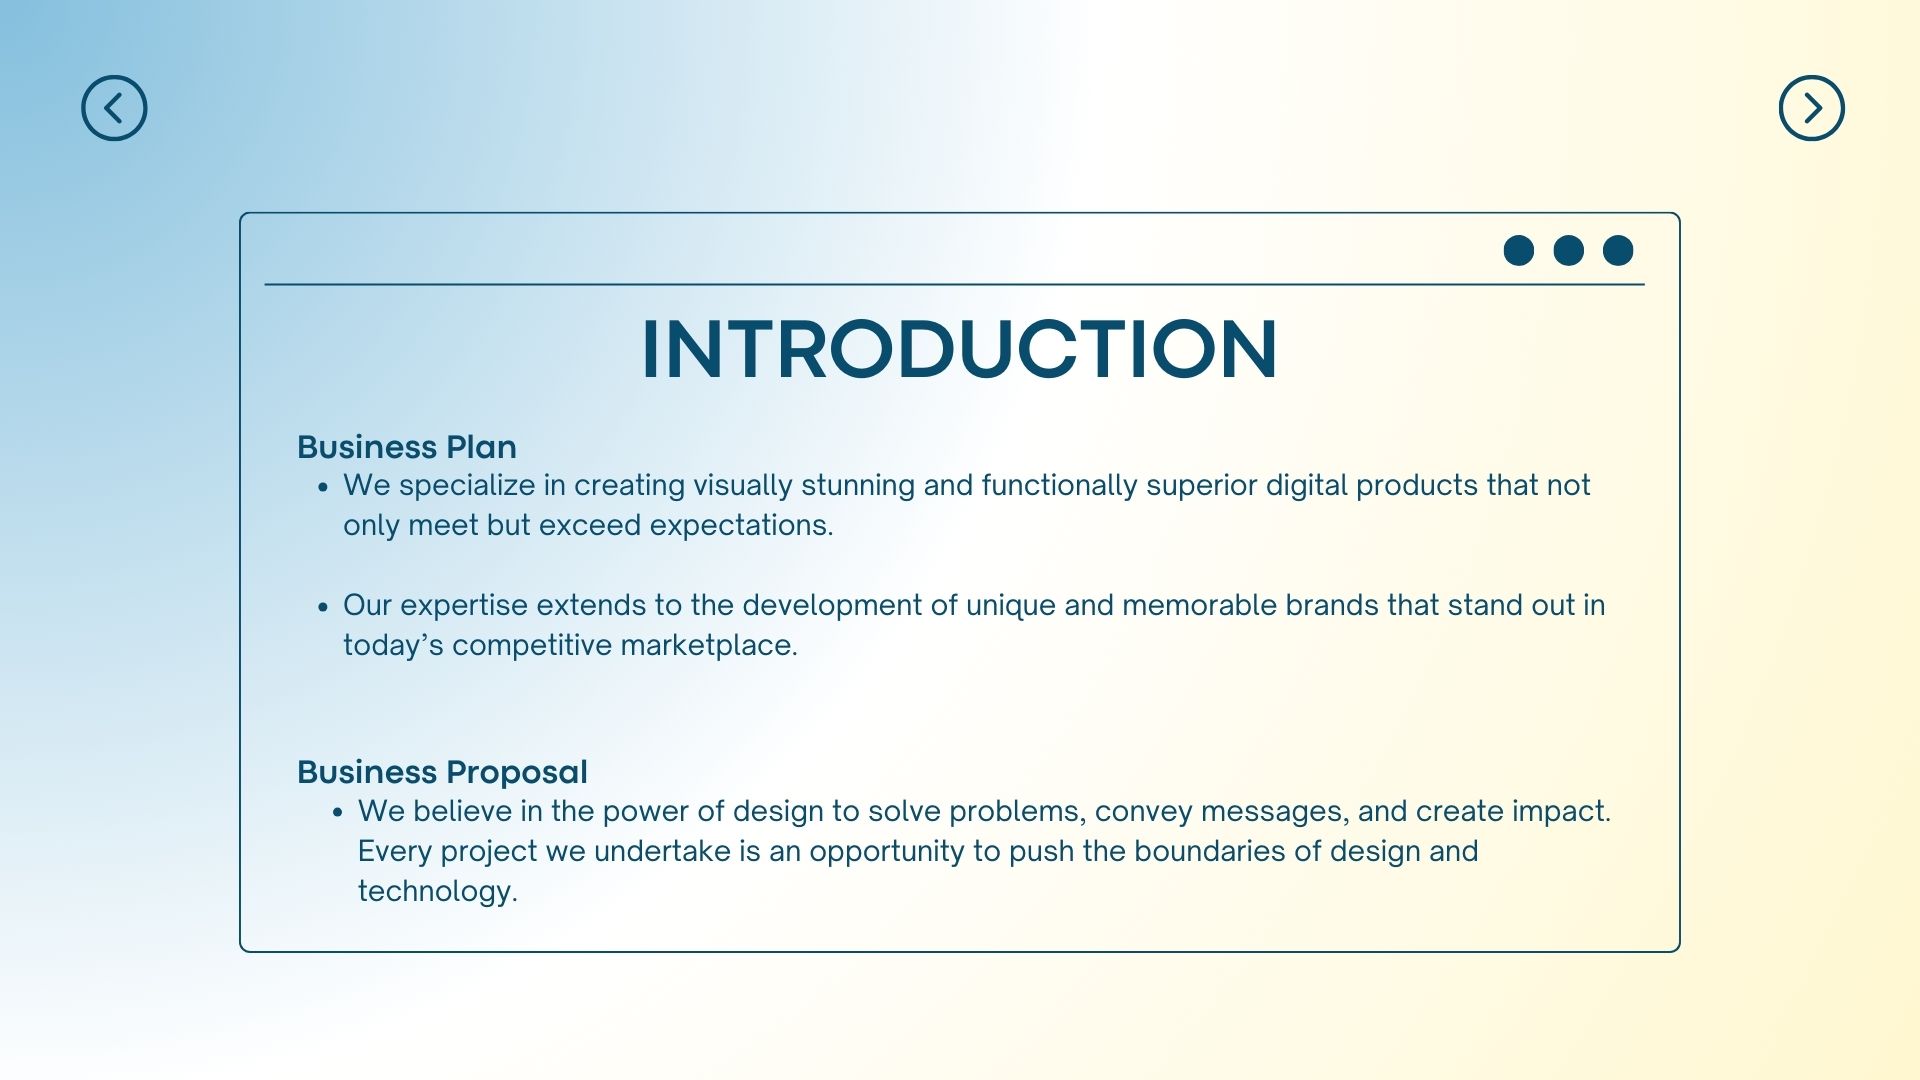 INTRODUCTION
Business Plan
• We specialize in creating visually stunning and functionally superior digital products that not
only meet but exceed expectations.
• Our expertise extends to the development of unique and memorable brands that stand out in
today’s competitive marketplace.
Business Proposal
• We believe in the power of design to solve problems, convey messages, and create impact.
Every project we undertake is an opportunity to push the boundaries of design and
technology.